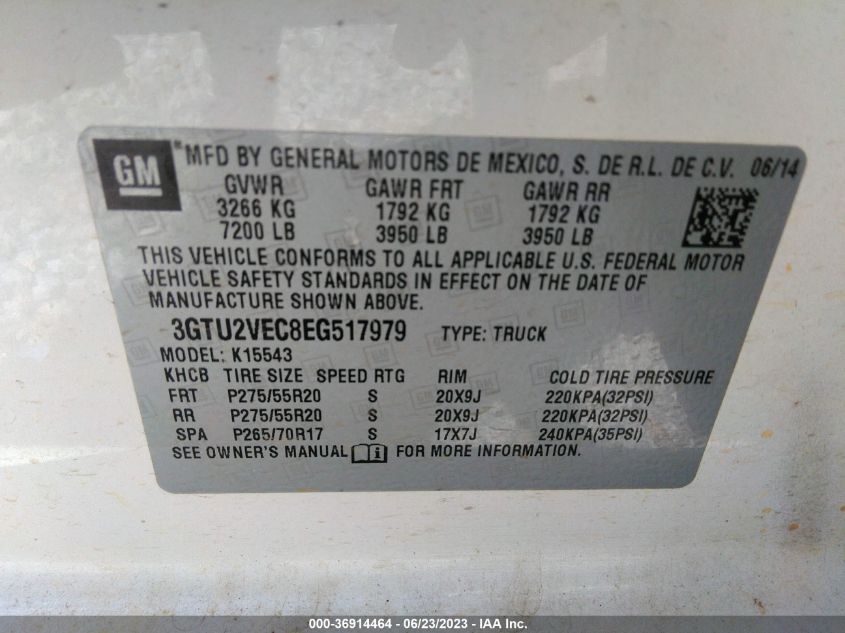 GM *MFD BY GENERAL MOTORS DE MEXICO, S. DE R.L. DE C.V. 06/14
GVWR GAWR FRT GAWR RR
3266 KG 1792 KG 1792 KG
7200 LB 3950 LB 3950 LB
THIS VEHICLE CONFORMS TO ALL APPLICABLE U.S. FEDERAL MOTOR
VEHICLE SAFETY STANDARDS IN EFFECT ON THE DATE OF
MANUFACTURE SHOWN ABOVE.
3GTU2VEC8EG517979 TYPE: TRUCK
MODEL: K15543
KHCB TIRE SIZE SPEED RTG RIM COLD TIRE PRESSURE
FRT P275/55R20 S 20X9J 220KPA(32PSI)
RR P275/55R20 S 20X9J 220KPA(32PSI)
SPA P265/70R17 S 17X7J 240KPA(35PSI)
SEE OWNER'S MANUAL i FOR MORE INFORMATION.
000-36914464 - 06/23/2023 - © IAA Inc.